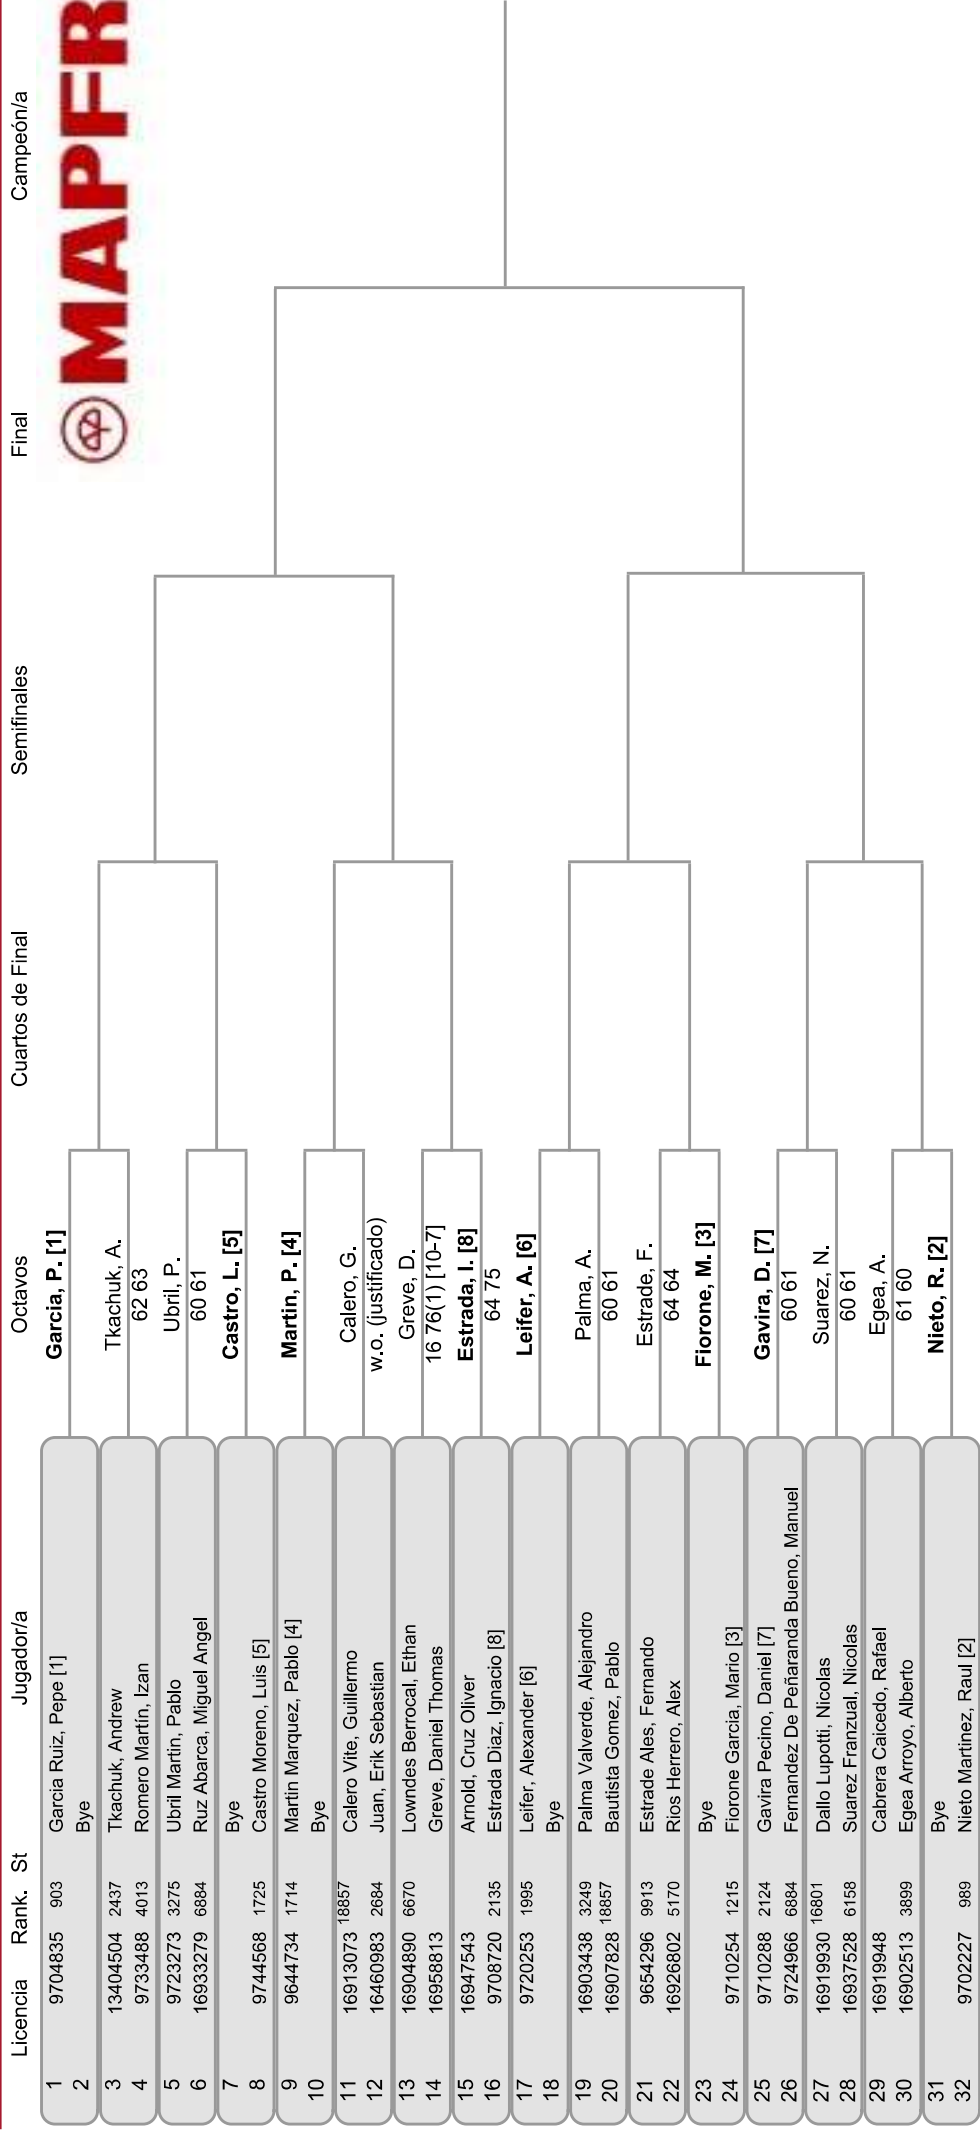 Licencia Rank. St Jugador/a Octavos Cuartos de Final Semifinales Final Campeón/a
MAPFR
1 9704835 903 Garcia Ruiz, Pepe [1]
Garcia, P. [1]
2 Bye
3 13404504 2437 Tkachuk, Andrew
Tkachuk, A.
4 9733488 4013 Romero Martín, Izan
62 63
5 9723273 3275 Ubril Martin, Pablo
Ubril, P.
6 16933279 6884 Ruz Abarca, Miguel Angel
60 61
7 Bye
Castro, L. [5]
8 9744568 1725 Castro Moreno, Luis [5]
9 9644734 1714 Martin Marquez, Pablo [4]
Martin, P. [4]
10 Bye
11 16913073 18857 Calero Vite, Guillermo
Calero, G.
12 16460983 2684 Juan, Erik Sebastian
w.o. (justificado)
13 16904890 6670 Lowndes Berrocal, Ethan
Greve, D.
14 16958813 Greve, Daniel Thomas
16 76(1) [10-7]
15 16947543 Arnold, Cruz Oliver
Estrada, I. [8]
16 9708720 2135 Estrada Diaz, Ignacio [8]
64 75
17 9720253 1995 Leifer, Alexander [6]
Leifer, A. [6]
18 Bye
19 16903438 3249 Palma Valverde, Alejandro
Palma, A.
20 16907828 18857 Bautista Gomez, Pablo
60 61
21 9654296 9913 Estrade Ales, Fernando
Estrade, F.
22 16926802 5170 Rios Herrero, Alex
64 64
23 Bye
Fiorone, M. [3]
24 9710254 1215 Fiorone Garcia, Mario [3]
25 9710288 2124 Gavira Pecino, Daniel [7]
Gavira, D. [7]
26 9724966 6884 Fernandez De Peñaranda Bueno, Manuel
60 61
27 16919930 16801 Dallo Lupotti, Nicolas
Suarez, N.
28 16937528 6158 Suarez Franzual, Nicolas
60 61
29 16919948 Cabrera Caicedo, Rafael
Egea, A.
30 16902513 3899 Egea Arroyo, Alberto
61 60
31 Bye
Nieto, R. [2]
32 9702227 989 Nieto Martinez, Raul [2]